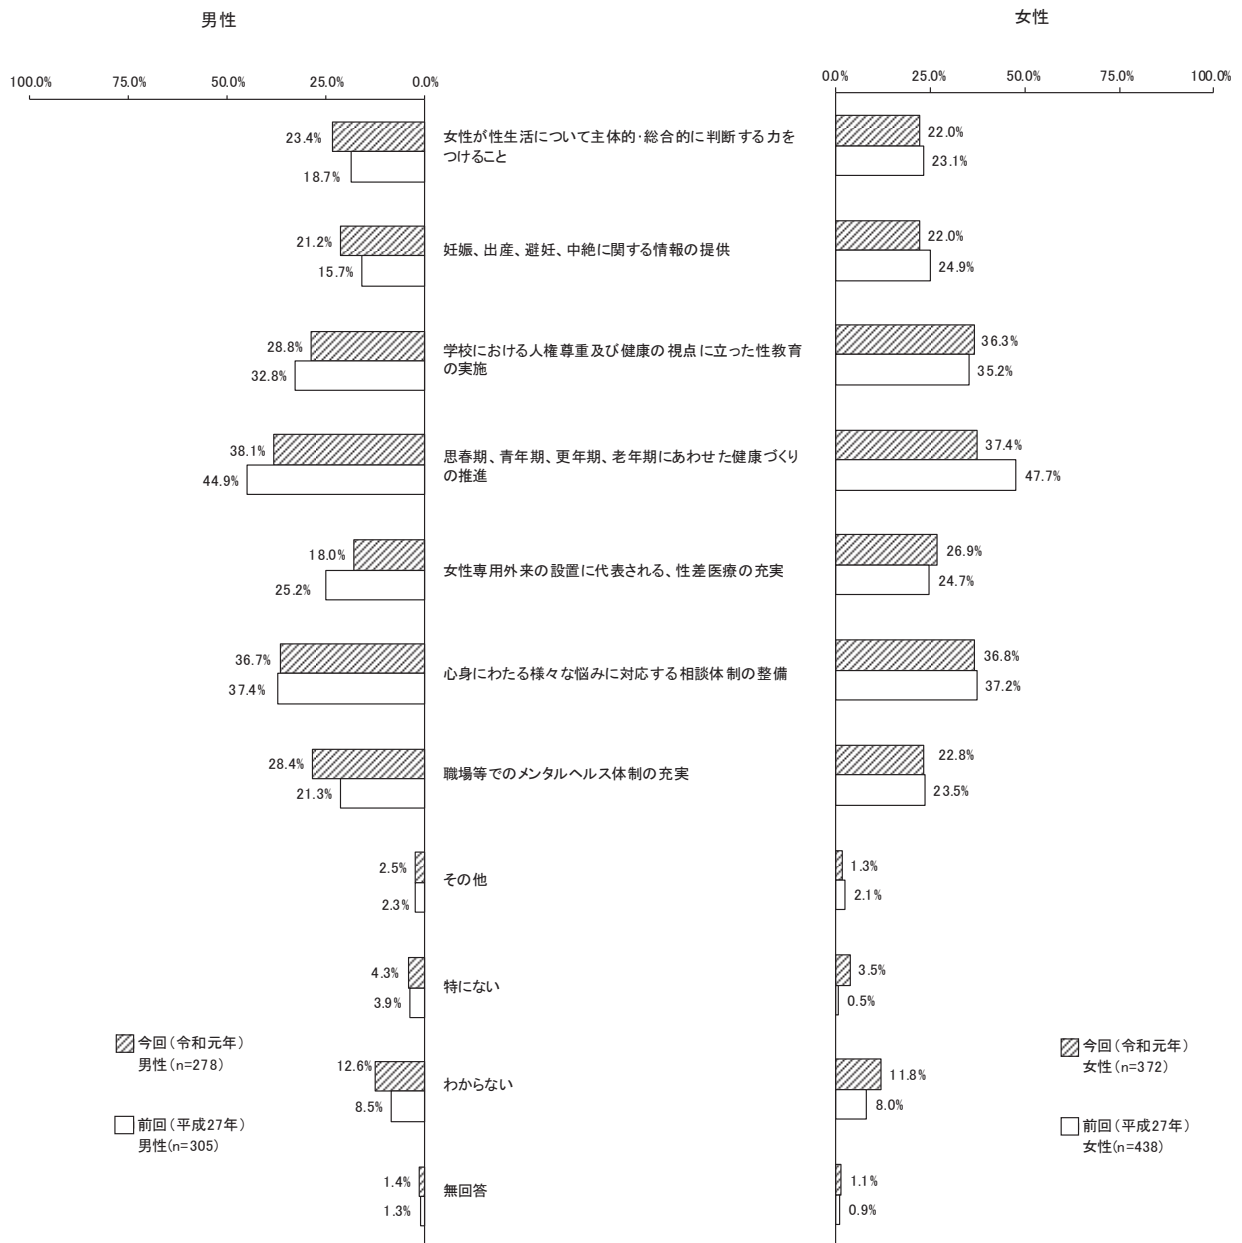 男性
女性
100.0% 75.0% 50.0% 25.0% 0.0%
0.0% 25.0% 50.0% 75.0% 100.0%
23.4%
18.7%
女性が性生活について主体的・総合的に判断する力を
つけること
22.0%
23.1%
21.2%
15.7%
妊娠、出産、避妊、中絶に関する情報の提供
22.0%
24.9%
28.8%
32.8%
学校における人権尊重及び健康の視点に立った性教育
の実施
36.3%
35.2%
38.1%
44.9%
思春期、青年期、更年期、老年期にあわせた健康づくり
の推進
37.4%
47.7%
18.0%
25.2%
女性専用外来の設置に代表される、性差医療の充実
26.9%
24.7%
36.7%
37.4%
心身にわたる様々な悩みに対応する相談体制の整備
36.8%
37.2%
28.4%
21.3%
職場等でのメンタルヘルス体制の充実
22.8%
23.5%
2.5%
2.3%
その他
1.3%
2.1%
4.3%
3.9%
特にない
3.5%
0.5%
12.6%
8.5%
わからない
11.8%
8.0%
1.4%
1.3%
無回答
1.1%
0.9%
今回(令和元年)
男性(n=278)
前回(平成27年)
男性(n=305)
今回(令和元年)
女性(n=372)
前回(平成27年)
女性(n=438)